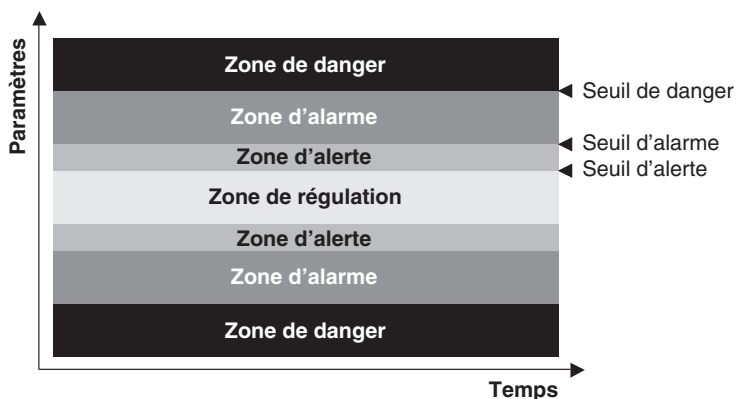 Paramètres
Zone de danger
Seuil de danger
Zone d’alarme
Seuil d’alarme
Zone d’alerte
Seuil d’alerte
Zone de régulation
Zone d’alerte
Zone d’alarme
Zone de danger
Temps